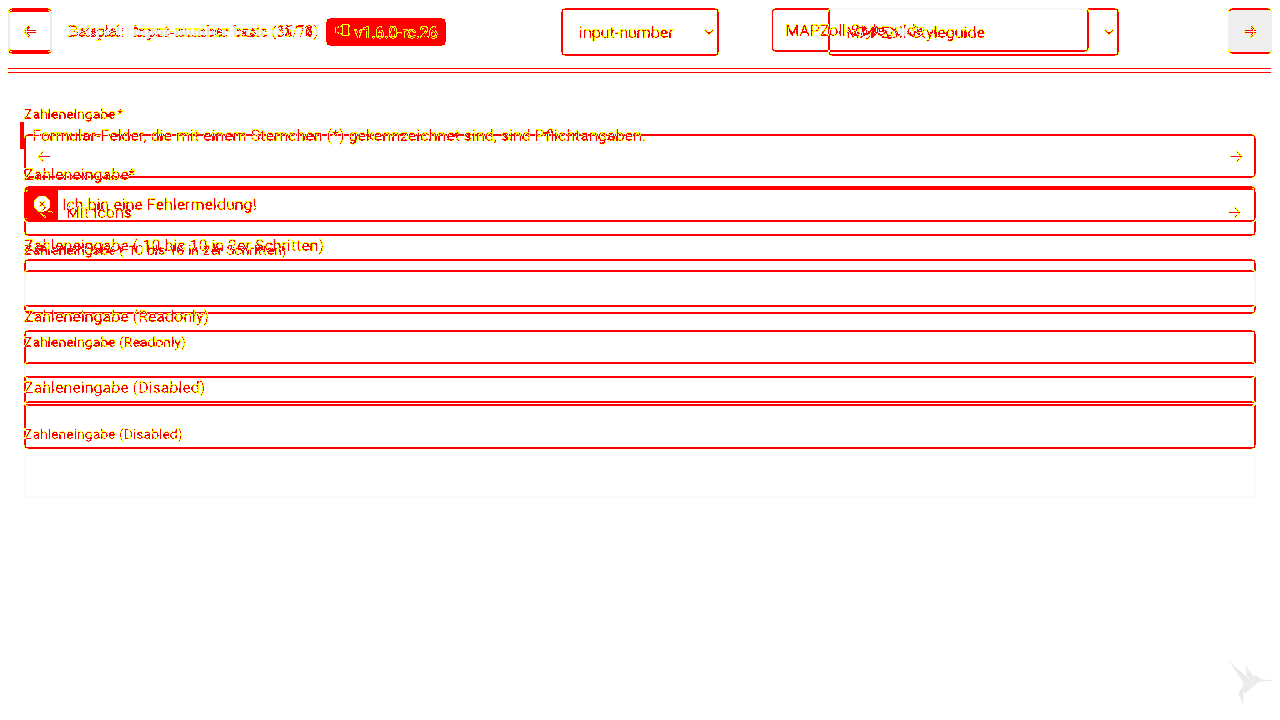 Beispiel: input-number basic (38/78) v1.6.0-rc.26 input-number MAPZoll Styleguide
Zahleneingabe*
Formular-Felder, die mit einem Sternchen (*) gekennzeichnet sind, sind Pflichtangaben.
Zahleneingabe*
Ich bin eine Fehlermeldung!
Mit Icons
Zahleneingabe (-10 bis 10 in 2er Schritten)
Zahleneingabe (-10 bis 10 in 2er Schritten)
Zahleneingabe (Readonly)
Zahleneingabe (Readonly)
Zahleneingabe (Disabled)
Zahleneingabe (Disabled)